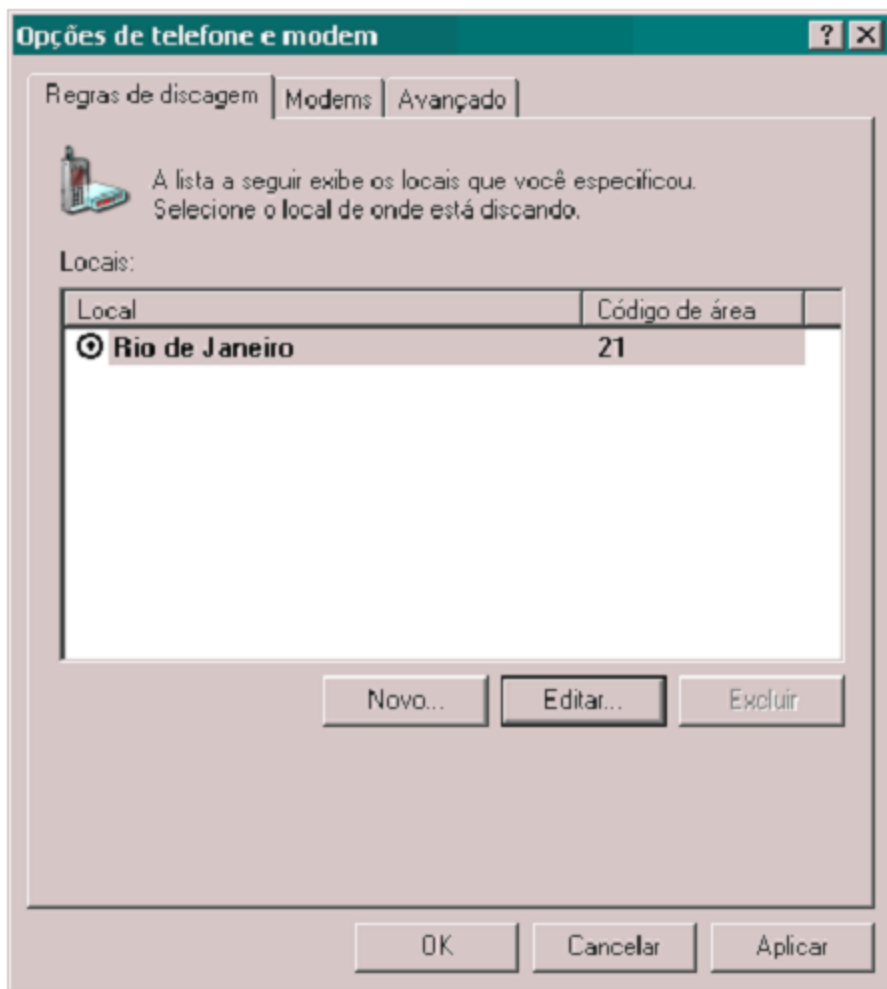 Opções de telefone e modem
Regras de discagem Modems Avançado
A lista a seguir exibe os locais que você especificou.
Selecione o local de onde está discando.
Locais:
Local Código de área
Rio de Janeiro 21
Novo... Editar... Excluir
OK Cancelar Aplicar